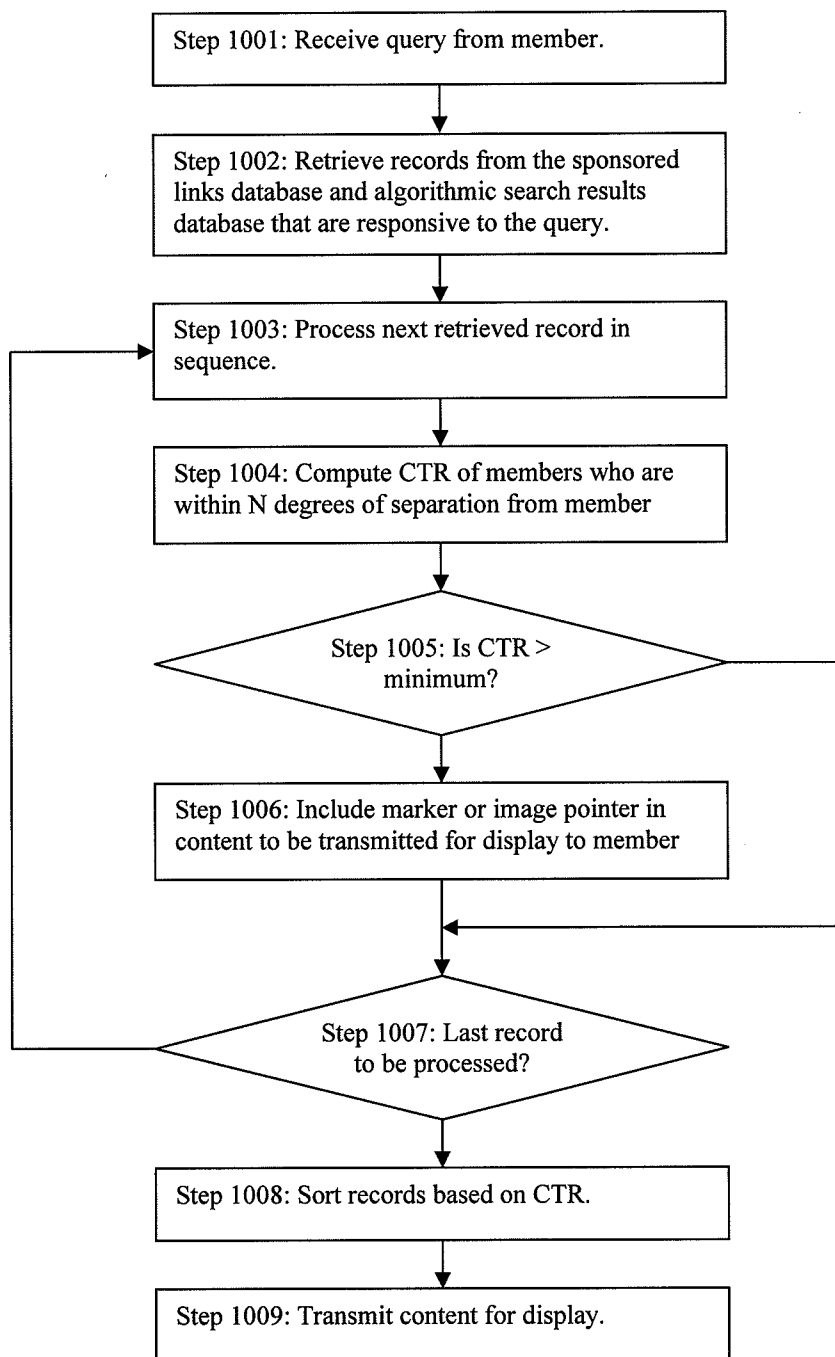 Step 1001: Receive query from member.
Step 1002: Retrieve records from the sponsored
links database and algorithmic search results
database that are responsive to the query.
Step 1003: Process next retrieved record in
sequence.
Step 1004: Compute CTR of members who are
within N degrees of separation from member
Step 1005: Is CTR >
minimum?
Step 1006: Include marker or image pointer in
content to be transmitted for display to member
Step 1007: Last record
to be processed?
Step 1008: Sort records based on CTR.
Step 1009: Transmit content for display.